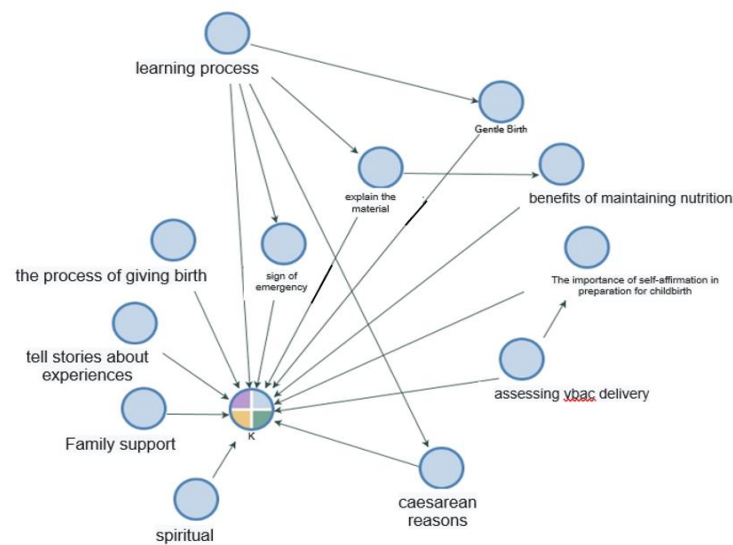 learning process
Gentle Birth
explain the
material
benefits of maintaining nutrition
the process of giving birth
sign of
emergency
The importance of self-affirmation in
preparation for childbirth
tell stories about
experiences
assessing vbac delivery
Family support
K
caesarean
reasons
spiritual